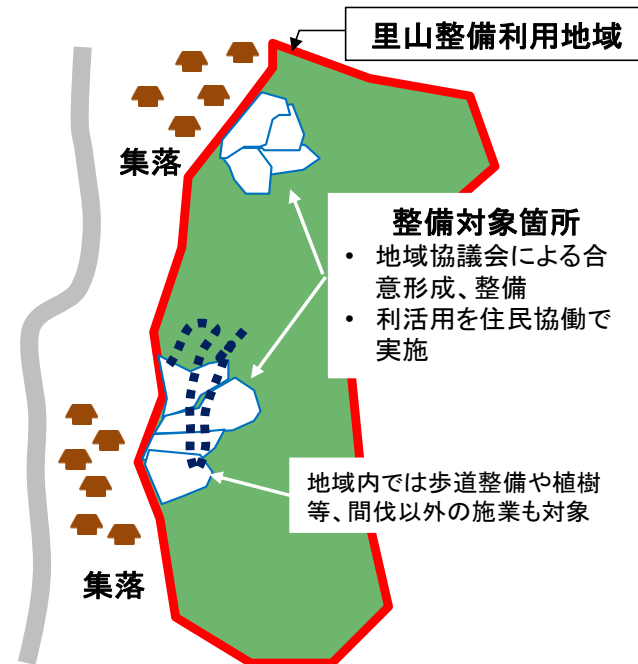 里山整備利用地域
集落
整備対象箇所
• 地域協議会による合
意形成、整備
• 利活用を住民協働で
実施
地域内では歩道整備や植樹
等、間伐以外の施業も対象
集落